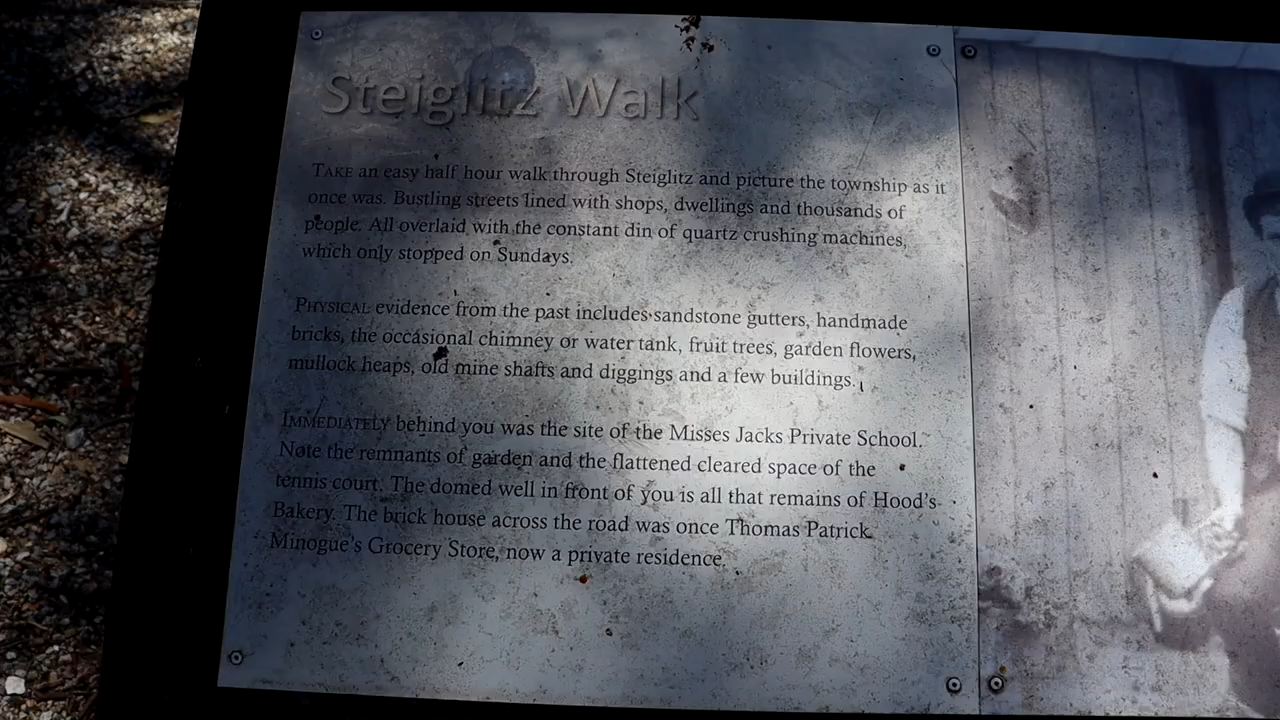 Steiglitz Walk
TAKE an easy half hour walk through Steiglitz and picture the township as it
once was. Bustling streets lined with shops, dwellings and thousands of
people. All overlaid with the constant din of quartz crushing machines,
which only stopped on Sundays.
PHYSICAL evidence from the past includes sandstone gutters, handmade
bricks, the occasional chimney or water tank, fruit trees, garden flowers,
mullock heaps, old mine shafts and diggings and a few buildings.
IMMEDIATELY behind you was the site of the Misses Jacks Private School.
Note the remnants of garden and the flattened cleared space of the
tennis court. The domed well in front of you is all that remains of Hood's
Bakery. The brick house across the road was once Thomas Patrick
Minogue's Grocery Store, now a private residence.